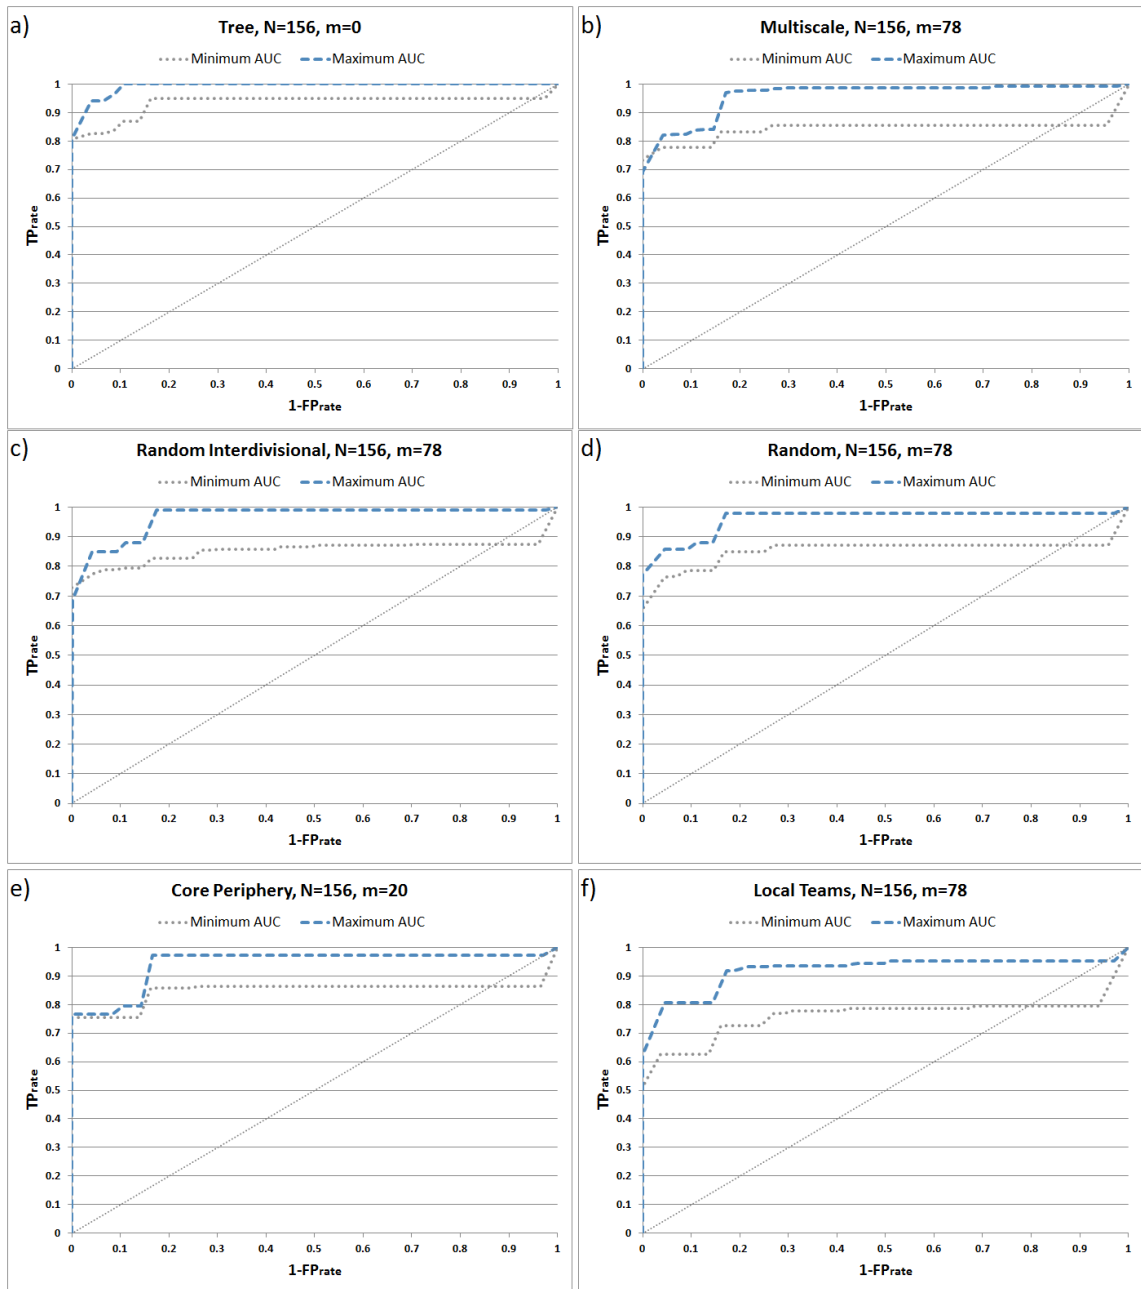 a) Tree, N=156, m=0
Minimum AUC Maximum AUC
1
0.9
0.8
0.7
0.6
0.5
0.4
0.3
0.2
0.1
0
TPrate
0 0.1 0.2 0.3 0.4 0.5 0.6 0.7 0.8 0.9 1
1-FPrate
b) Multiscale, N=156, m=78
Minimum AUC Maximum AUC
1
0.9
0.8
0.7
0.6
0.5
0.4
0.3
0.2
0.1
0
TPrate
0 0.1 0.2 0.3 0.4 0.5 0.6 0.7 0.8 0.9 1
1-FPrate
c) Random Interdivisional, N=156, m=78
Minimum AUC Maximum AUC
1
0.9
0.8
0.7
0.6
0.5
0.4
0.3
0.2
0.1
0
TPrate
0 0.1 0.2 0.3 0.4 0.5 0.6 0.7 0.8 0.9 1
1-FPrate
d) Random, N=156, m=78
Minimum AUC Maximum AUC
1
0.9
0.8
0.7
0.6
0.5
0.4
0.3
0.2
0.1
0
TPrate
0 0.1 0.2 0.3 0.4 0.5 0.6 0.7 0.8 0.9 1
1-FPrate
e) Core Periphery, N=156, m=20
Minimum AUC Maximum AUC
1
0.9
0.8
0.7
0.6
0.5
0.4
0.3
0.2
0.1
0
TPrate
0 0.1 0.2 0.3 0.4 0.5 0.6 0.7 0.8 0.9 1
1-FPrate
f) Local Teams, N=156, m=78
Minimum AUC Maximum AUC
1
0.9
0.8
0.7
0.6
0.5
0.4
0.3
0.2
0.1
0
TPrate
0 0.1 0.2 0.3 0.4 0.5 0.6 0.7 0.8 0.9 1
1-FPrate